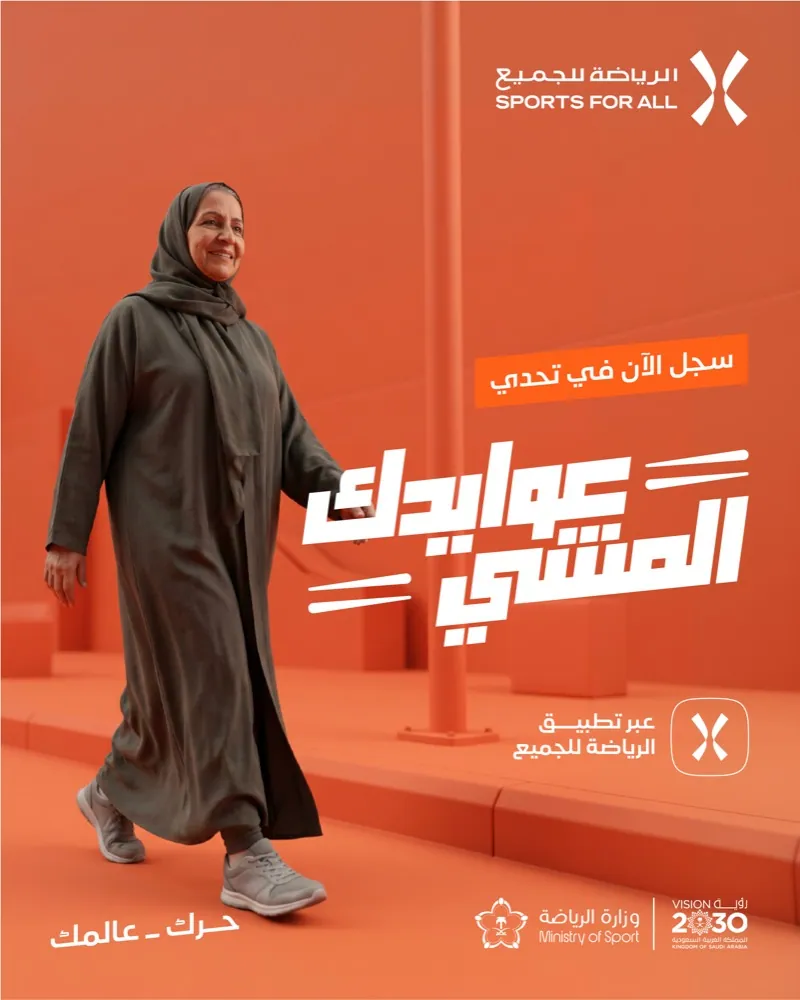 الرياضة للجميع
SPORTS FOR ALL
سجل الآن في تحدي
عوايدك
المشي
عبر تطبيق
الرياضة للجميع
حرك - عالمك
وزارة الرياضة
Ministry of Sport
VISION رؤيــة
2030
المملكة العربية السعودية
KINGDOM OF SAUDI ARABIA